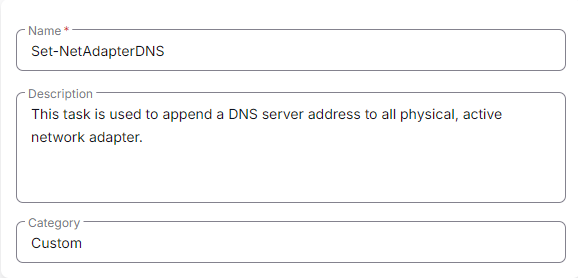 Name *
Set-NetAdapterDNS
Description
This task is used to append a DNS server address to all physical, active
network adapter.
Category
Custom